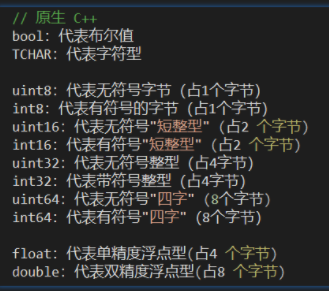 // 原生 C++
bool: 代表布尔值
TCHAR: 代表字符型
uint8: 代表无符号字节 (占1个字节)
int8: 代表有符号的字节 (占1个字节)
uint16: 代表无符号"短整型" (占2 个字节)
int16: 代表有符号"短整型" (占2 个字节)
uint32: 代表无符号整型 (占4字节)
int32: 代表带符号整型 (占4字节)
uint64: 代表无符号"四字" (8个字节)
int64: 代表有符号"四字" (8个字节)
float: 代表单精度浮点型(占4 个字节)
double: 代表双精度浮点型(占8 个字节)